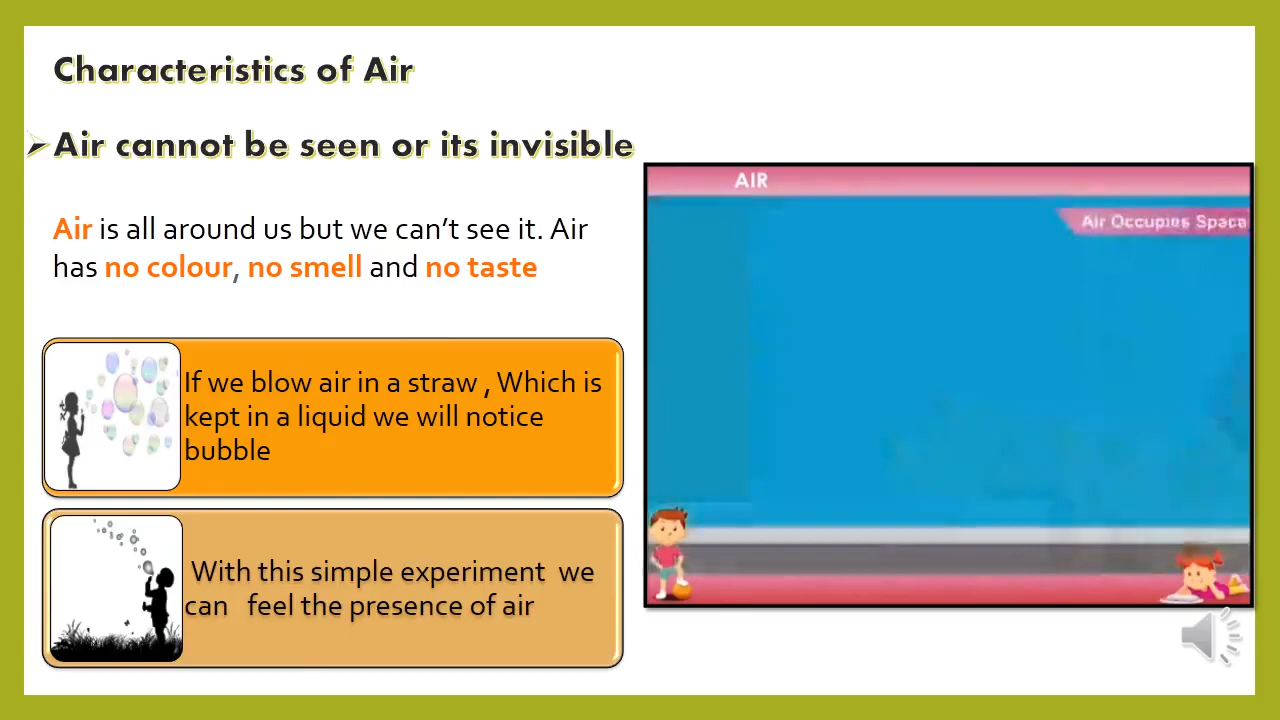 Characteristics of Air
➢Air cannot be seen or its invisible
Air is all around us but we can’t see it. Air
has no colour, no smell and no taste
If we blow air in a straw , Which is
kept in a liquid we will notice
bubble
With this simple experiment we
can feel the presence of air
AIR
Air Occupies Space